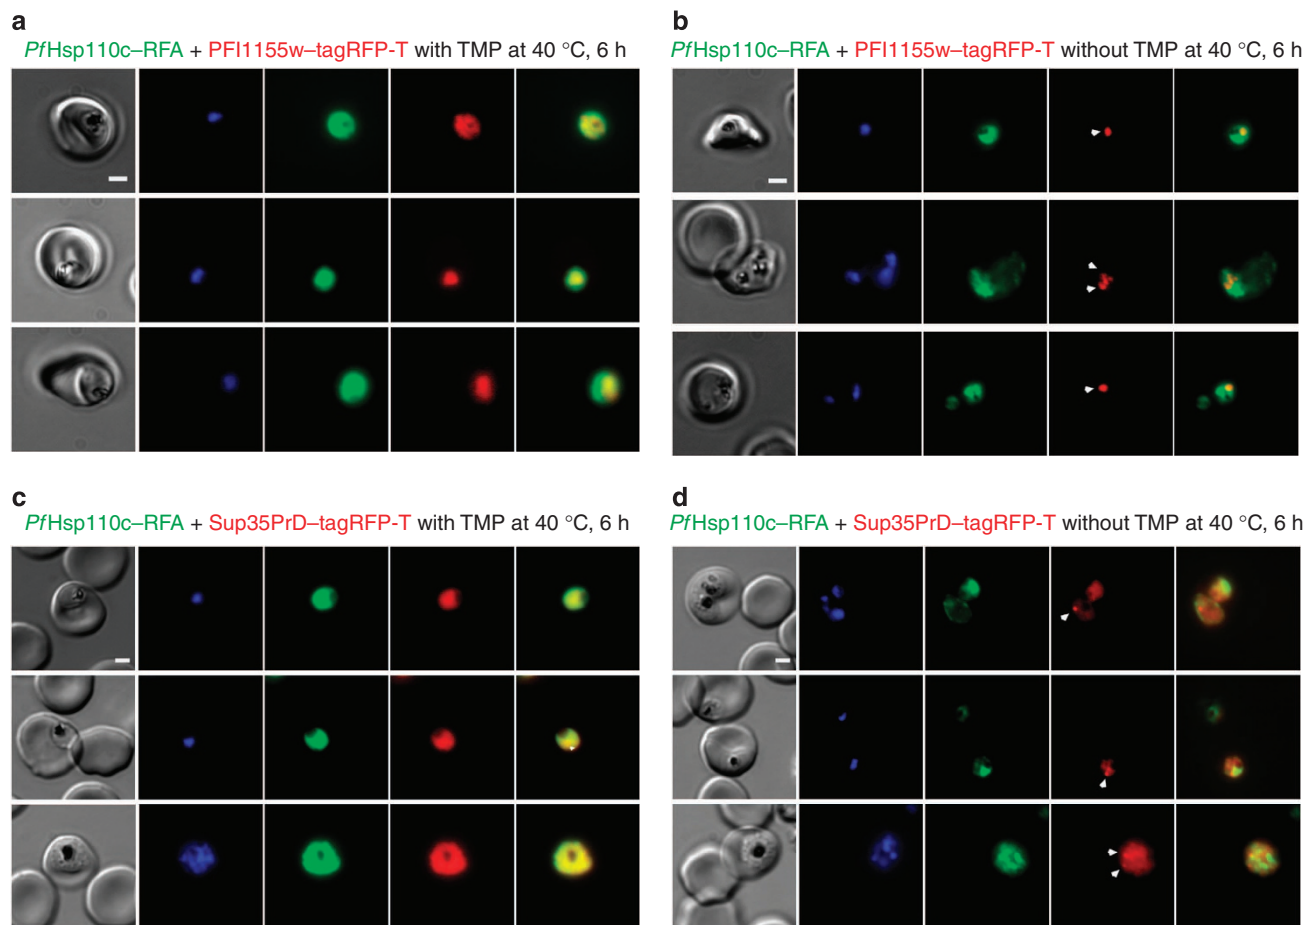 a
PfHsp110c–RFA + PFI1155w–tagRFP-T with TMP at 40 °C, 6 h
b
PfHsp110c–RFA + PFI1155w–tagRFP-T without TMP at 40 °C, 6 h
c
PfHsp110c–RFA + Sup35PrD–tagRFP-T with TMP at 40 °C, 6 h
d
PfHsp110c–RFA + Sup35PrD–tagRFP-T without TMP at 40 °C, 6 h